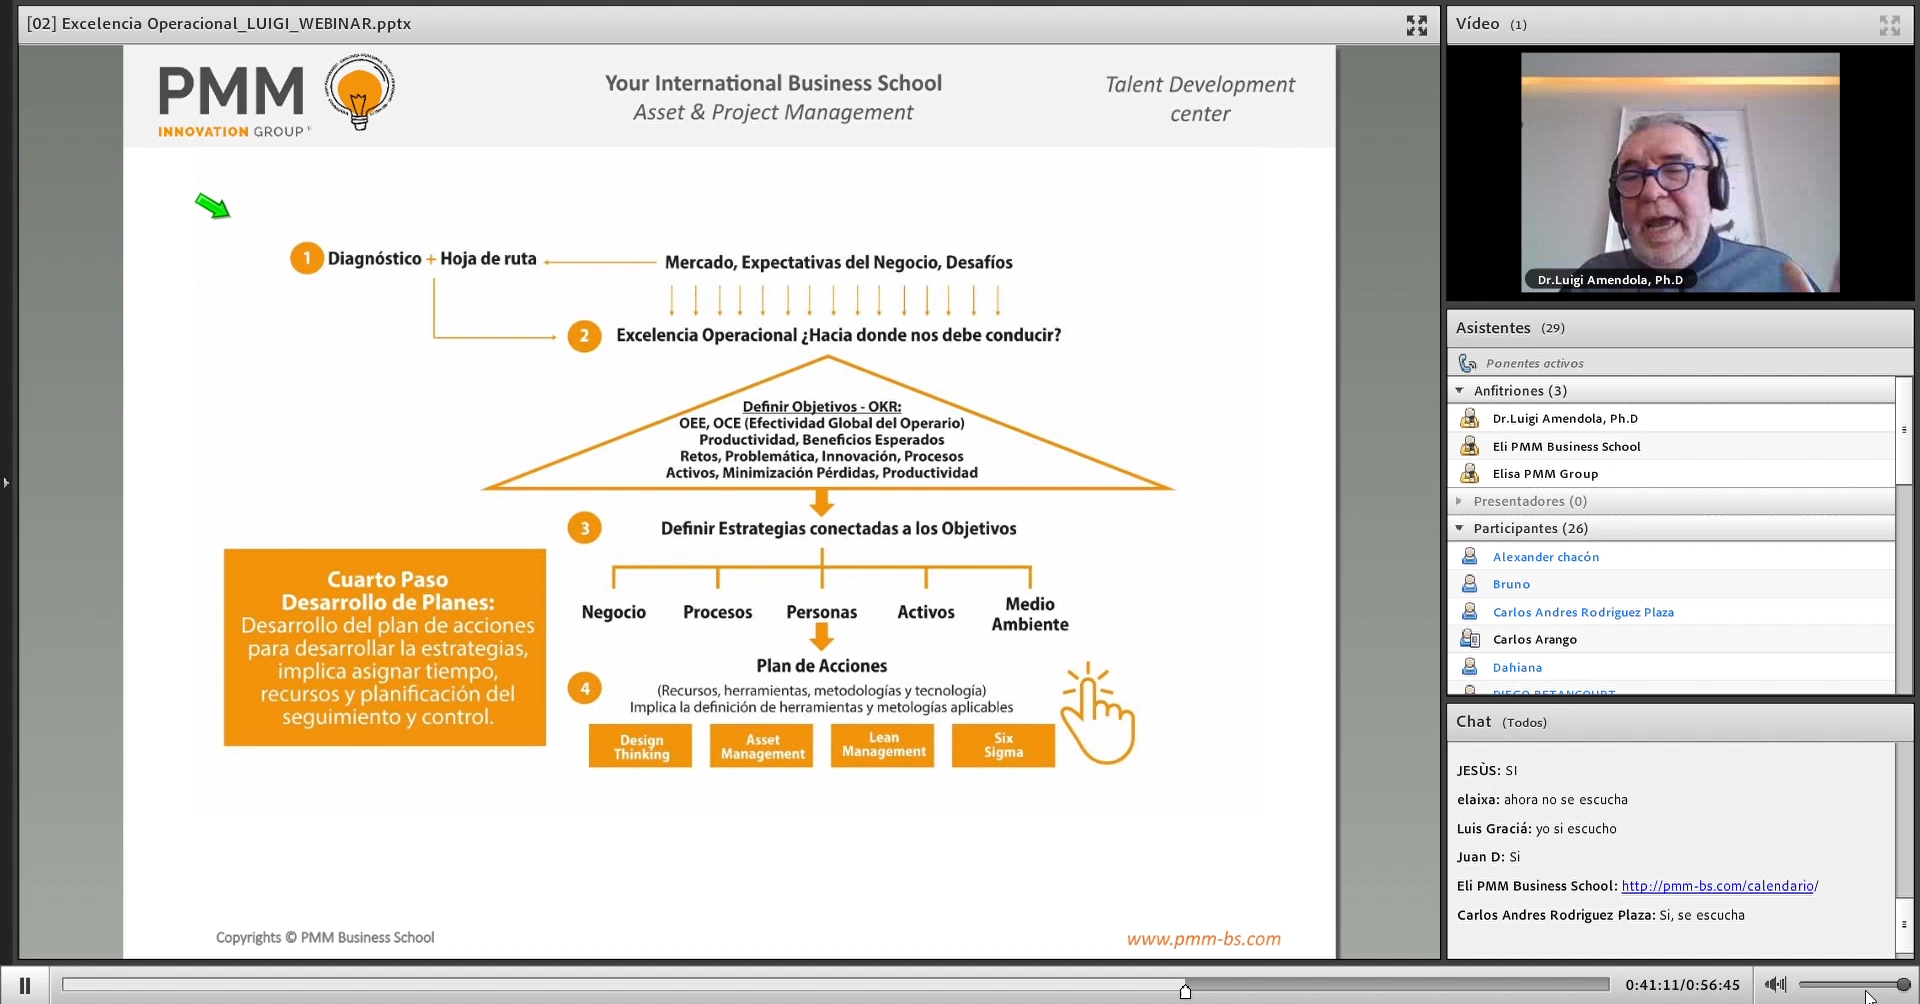 [02] Excelencia Operacional_LUIGI_WEBINAR.pptx
PMM
INNOVATION GROUP
Your International Business School
Asset & Project Management
Talent Development
center
1 Diagnóstico + Hoja de ruta
Mercado, Expectativas del Negocio, Desafíos
2 Excelencia Operacional ¿Hacia donde nos debe conducir?
Definir Objetivos - OKR:
OEE, OCE (Efectividad Global del Operario)
Productividad, Beneficios Esperados
Retos, Problemática, Innovación, Procesos
Activos, Minimización Pérdidas, Productividad
3 Definir Estrategias conectadas a los Objetivos
Negocio
Procesos
Personas
Activos
Medio
Ambiente
Cuarto Paso
Desarrollo de Planes:
Desarrollo del plan de acciones
para desarrollar la estrategias,
implica asignar tiempo,
recursos y planificación del
seguimiento y control.
4
Plan de Acciones
(Recursos, herramientas, metodologías y tecnología)
Implica la definición de herramientas y metologías aplicables
Design
Thinking
Asset
Management
Lean
Management
Six
Sigma
Copyrights © PMM Business School
www.pmm-bs.com
Vídeo (1)
Dr.Luigi Amendola, Ph.D
Asistentes (29)
Ponentes activos
Anfitriones (3)
Dr.Luigi Amendola, Ph.D
Eli PMM Business School
Elisa PMM Group
Presentadores (0)
Participantes (26)
Alexander chacón
Bruno
Carlos Andres Rodriguez Plaza
Carlos Arango
Dahiana
DIEGO BETANCOURT
Chat (Todos)
JESÙS: SI
elaixa: ahora no se escucha
Luis Graciá: yo si escucho
Juan D: Si
Eli PMM Business School: http://pmm-bs.com/calendario/
Carlos Andres Rodriguez Plaza: Si, se escucha
0:41:11/0:56:45